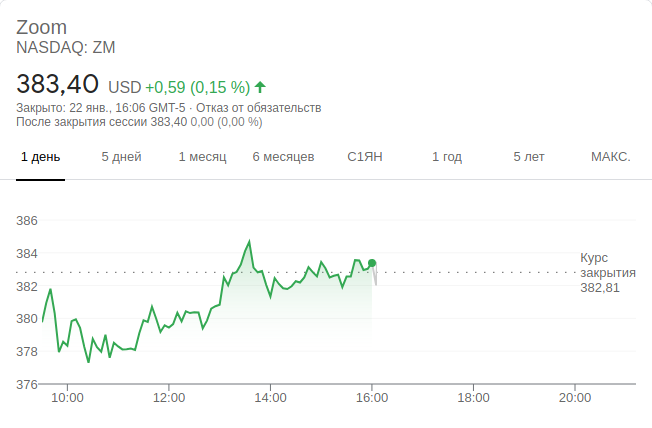 Zoom
NASDAQ: ZM
383,40 USD +0,59 (0,15 %)
Закрыто: 22 янв., 16:06 GMT-5 · Отказ от обязательств
После закрытия сессии 383,40 0,00 (0,00 %)
1 день 5 дней 1 месяц 6 месяцев С1ЯН 1 год 5 лет МАКС.
386
384
382
380
378
376
Курс
закрытия
382,81
10:00 12:00 14:00 16:00 18:00 20:00